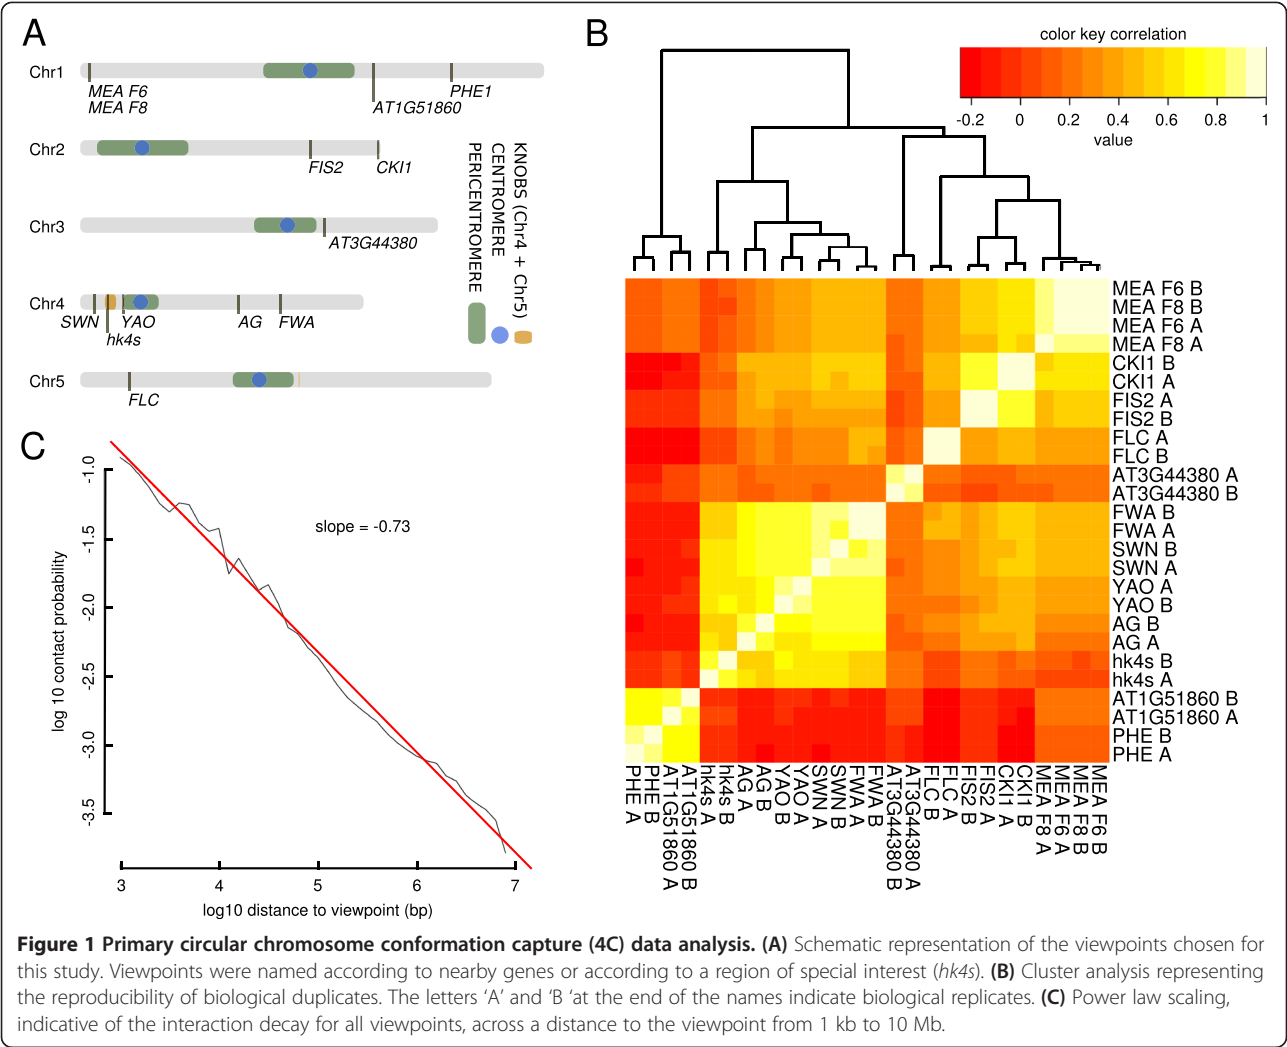 A
Chr1
MEA F6
MEA F8
AT1G51860
PHE1
Chr2
FIS2
CKI1
Chr3
AT3G44380
Chr4
SWN
hk4s
YAO
AG
FWA
Chr5
FLC
PERICENTROMERE
CENTROMERE
KNOBS (Chr4 + Chr5)
B
color key correlation
-0.2 0 0.2 0.4 0.6 0.8 1
value
MEA F6 B
MEA F8 B
MEA F6 A
MEA F8 A
CKI1 B
CKI1 A
FIS2 A
FIS2 B
FLC A
FLC B
AT3G44380 A
AT3G44380 B
FWA B
FWA A
SWN B
SWN A
YAO A
YAO B
AG B
AG A
hk4s B
hk4s A
AT1G51860 B
AT1G51860 A
PHE B
PHE A
PHE A
PHE B
AT1G51860 A
AT1G51860 B
hk4s A
hk4s B
AG A
AG B
YAO B
YAO A
SWN A
SWN B
FWA A
FWA B
AT3G44380 B
AT3G44380 A
FLC B
FLC A
FIS2 B
FIS2 A
CKI1 A
CKI1 B
MEA F8 A
MEA F6 A
MEA F8 B
MEA F6 B
C
log 10 contact probability
-1.0
-1.5
-2.0
-2.5
-3.0
-3.5
slope = -0.73
3 4 5 6 7
log10 distance to viewpoint (bp)
Figure 1 Primary circular chromosome conformation capture (4C) data analysis. (A) Schematic representation of the viewpoints chosen for
this study. Viewpoints were named according to nearby genes or according to a region of special interest (hk4s). (B) Cluster analysis representing
the reproducibility of biological duplicates. The letters ‘A’ and ‘B ‘at the end of the names indicate biological replicates. (C) Power law scaling,
indicative of the interaction decay for all viewpoints, across a distance to the viewpoint from 1 kb to 10 Mb.